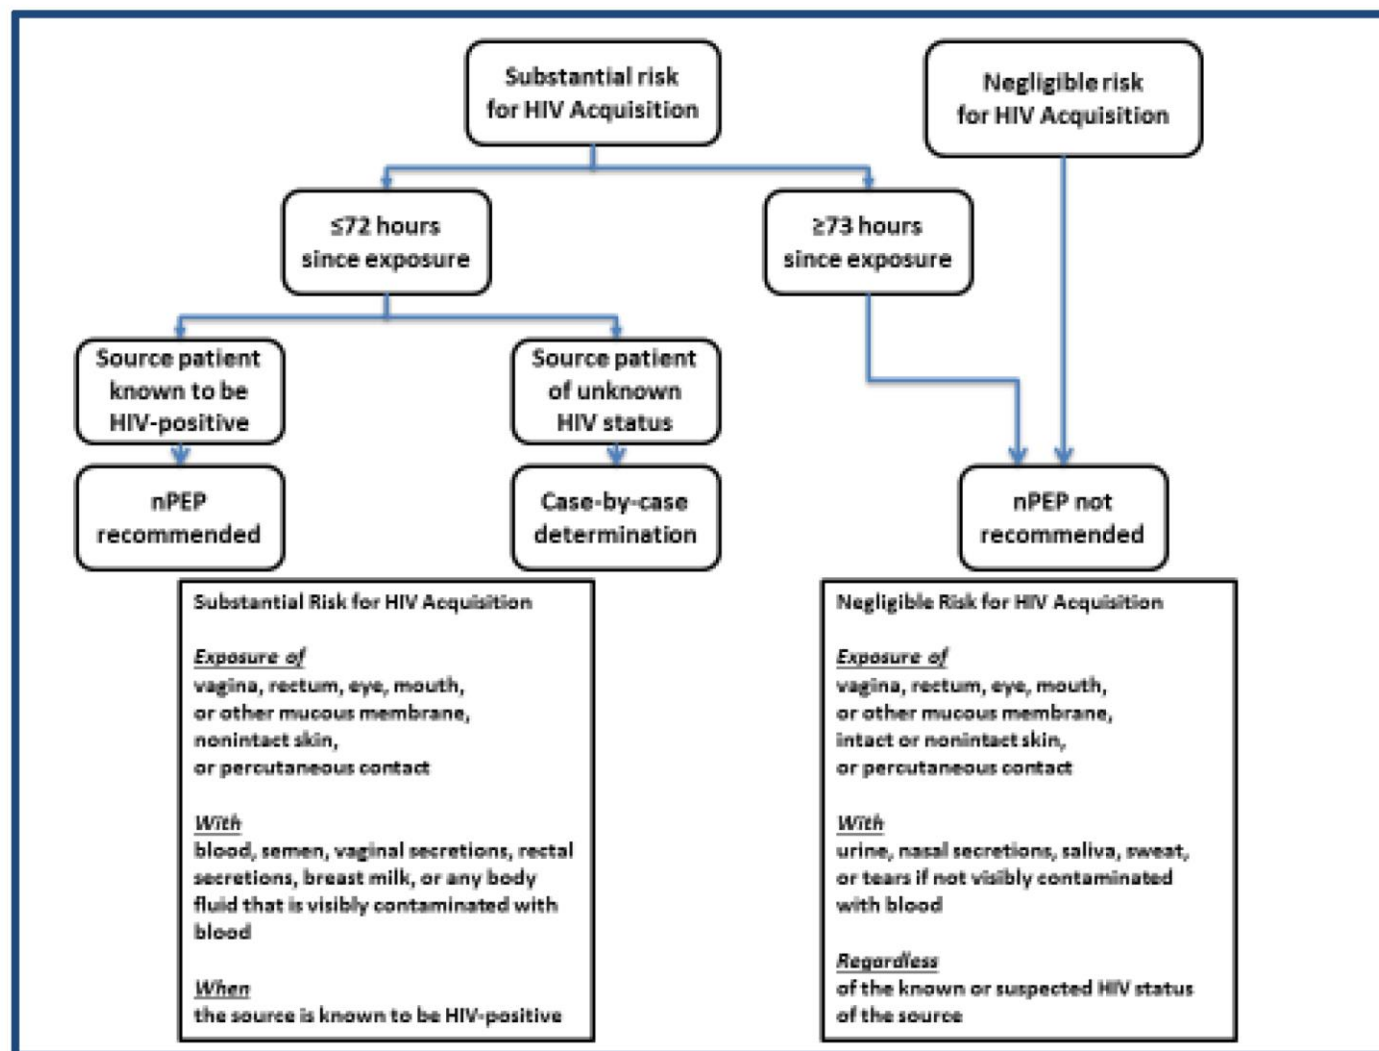 Substantial risk
for HIV Acquisition
Negligible risk
for HIV Acquisition
≤72 hours
since exposure
≥73 hours
since exposure
Source patient
known to be
HIV-positive
Source patient
of unknown
HIV status
nPEP
recommended
Case-by-case
determination
nPEP not
recommended
Substantial Risk for HIV Acquisition
Exposure of
vagina, rectum, eye, mouth,
or other mucous membrane,
nonintact skin,
or percutaneous contact
With
blood, semen, vaginal secretions, rectal
secretions, breast milk, or any body
fluid that is visibly contaminated with
blood
When
the source is known to be HIV-positive
Negligible Risk for HIV Acquisition
Exposure of
vagina, rectum, eye, mouth,
or other mucous membrane,
intact or nonintact skin,
or percutaneous contact
With
urine, nasal secretions, saliva, sweat,
or tears if not visibly contaminated
with blood
Regardless
of the known or suspected HIV status
of the source